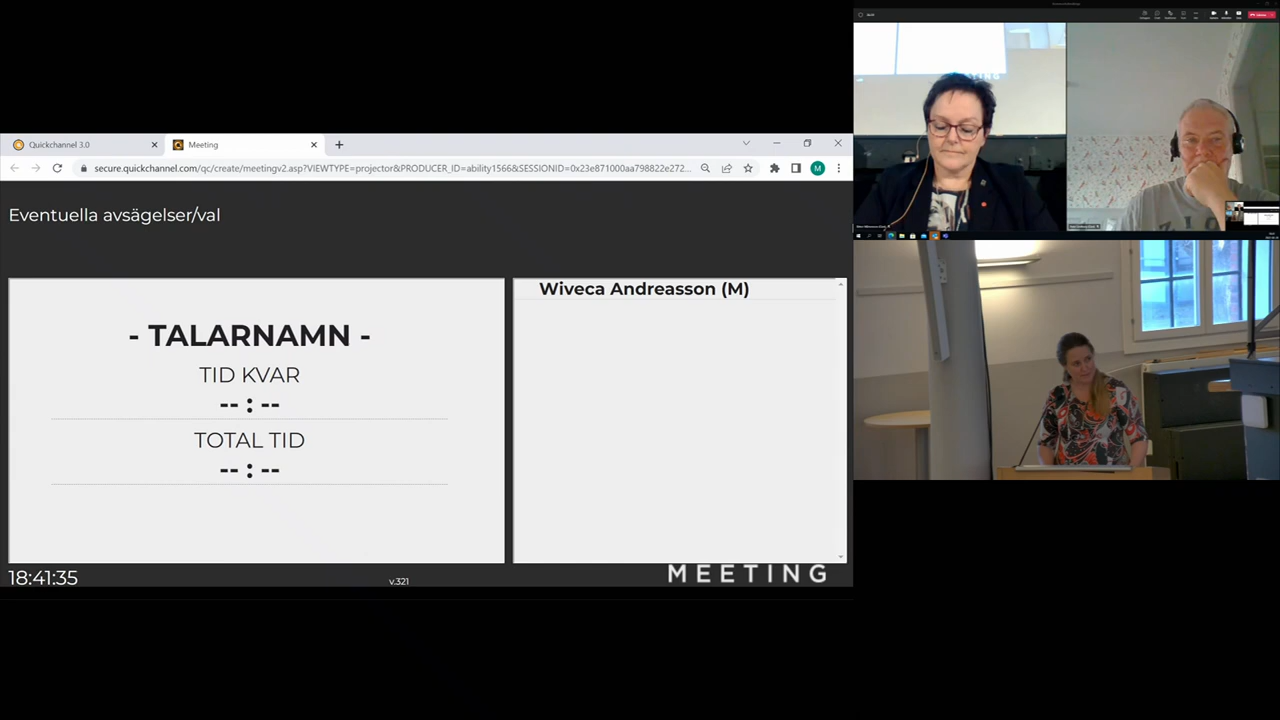 Quickchannel 3.0
Meeting
secure.quickchannel.com/qc/create/meetingv2.asp?VIEWTYPE=projector&PRODUCER_ID=ability1566&SESSIONID=0x23e871000aa798822e272...
M
Eventuella avsägelser/val
- TALARNAMN -
TID KVAR
-- : --
TOTAL TID
-- : --
Wiveca Andreasson (M)
18:41:35
v.321
MEETING